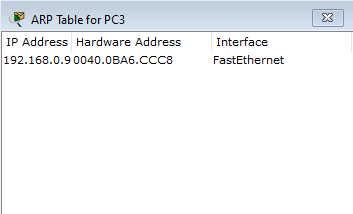 ARP Table for PC3
IP Address Hardware Address Interface
192.168.0.9 0040.0BA6.CCC8 FastEthernet